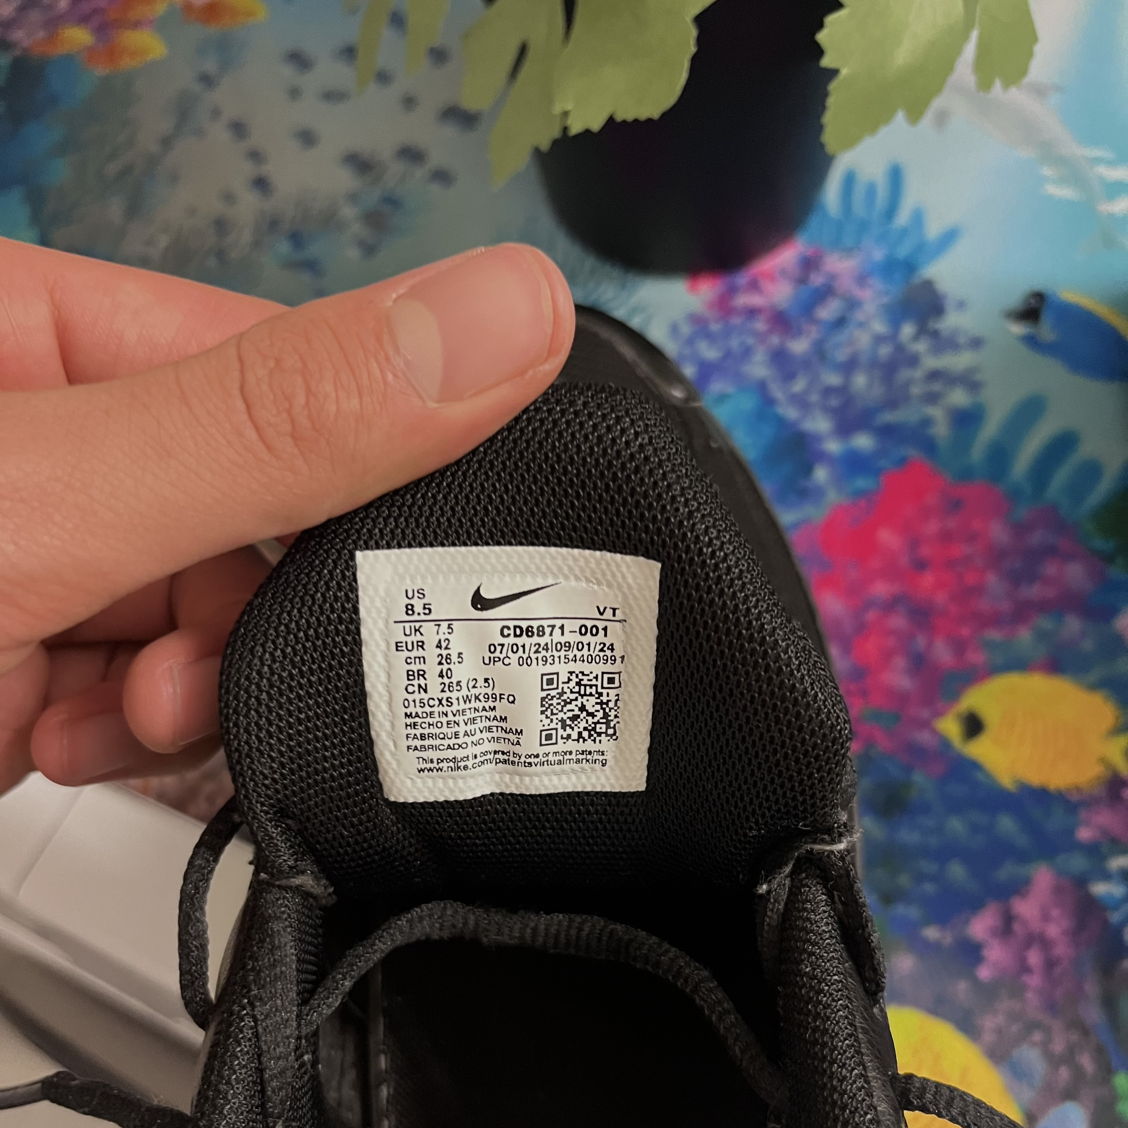 US
8.5 VT
UK 7.5 CD6871-001
EUR 42 07/01/24|09/01/24
cm 26.5 UPC 00193154400991
BR 40
CN 265 (2.5)
015CXS1WK99FQ
MADE IN VIETNAM
HECHO EN VIETNAM
FABRIQUE AU VIETNAM
FABRICADO NO VIETNÃ
This product is covered by one or more patents:
www.nike.com/patentsvirtualmarking